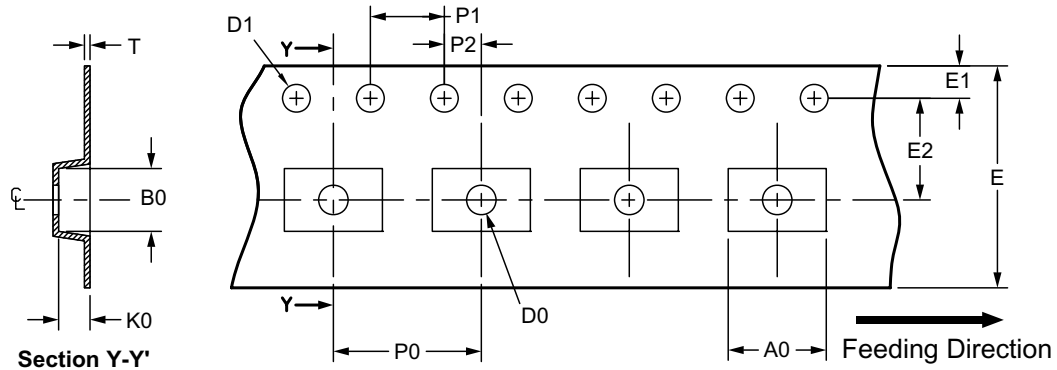 D1
P1
T
Y
P2
E1
E2
B0
E
℄
Y
K0
D0
P0
A0
Feeding Direction
Section Y-Y'